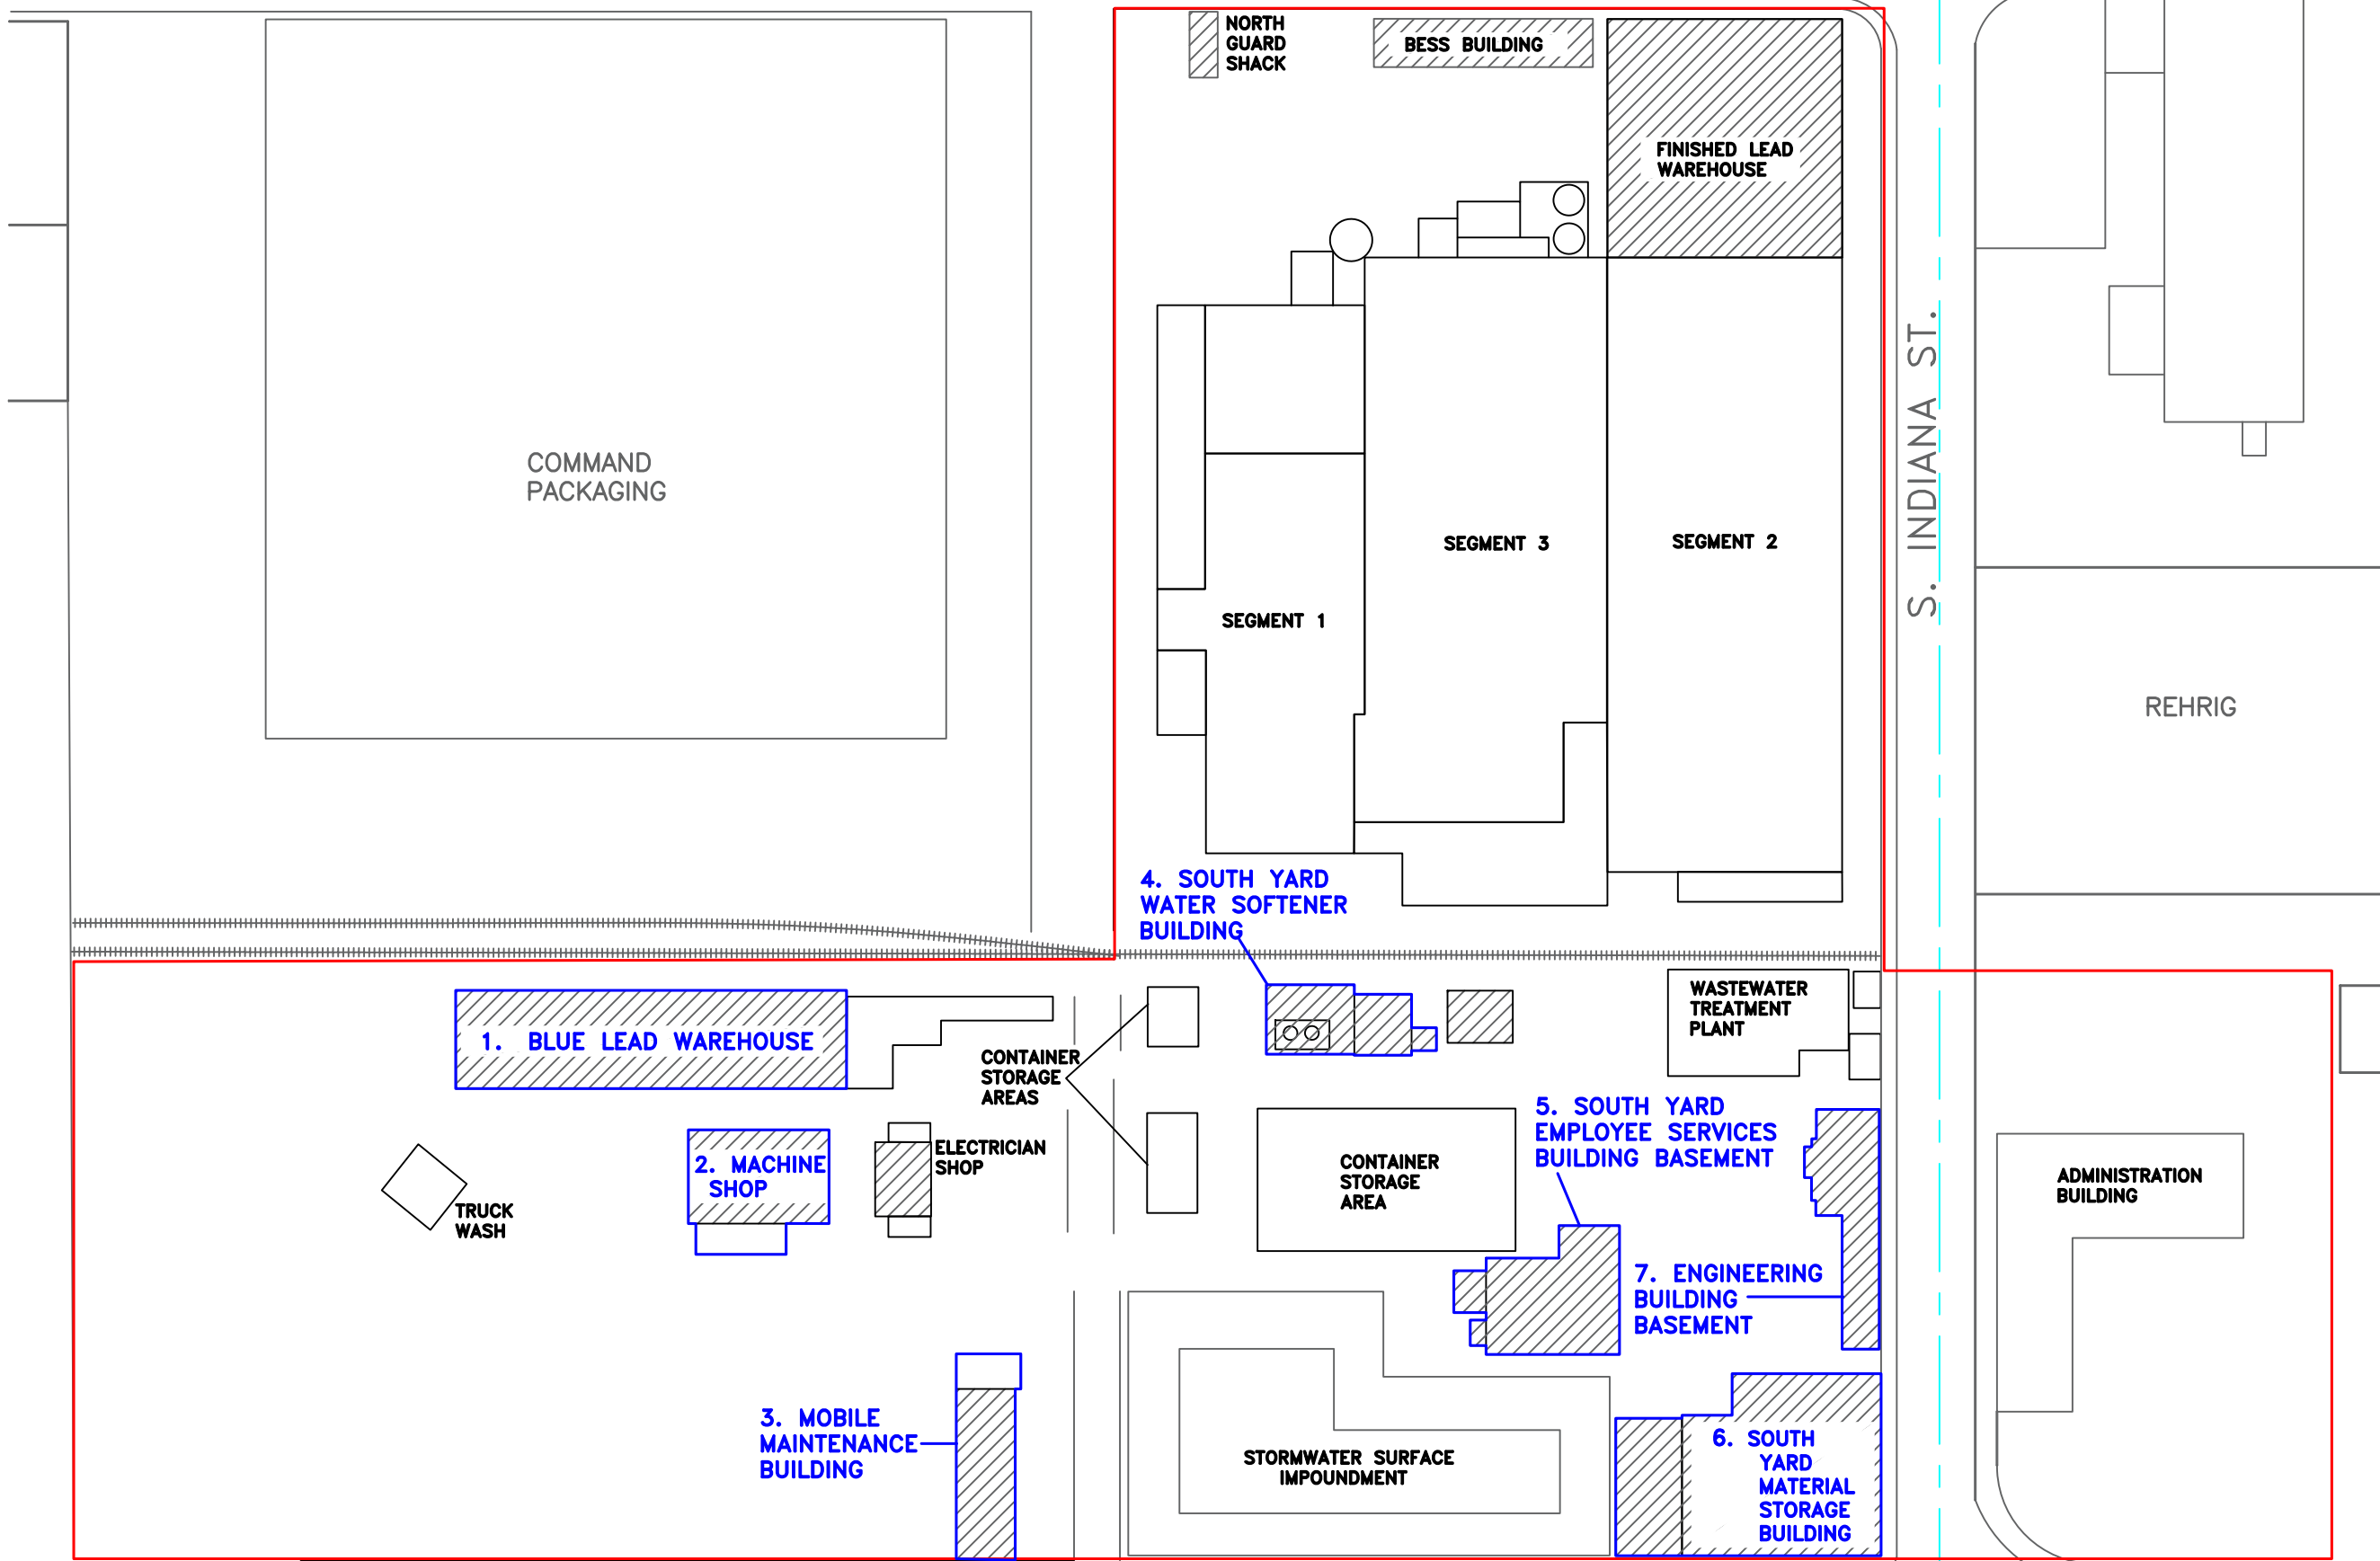 NORTH
GUARD
SHACK
BESS BUILDING
FINISHED LEAD
WAREHOUSE
COMMAND
PACKAGING
SEGMENT 3
SEGMENT 2
SEGMENT 1
S. INDIANA ST.
REHRIG
4. SOUTH YARD
WATER SOFTENER
BUILDING
WASTEWATER
TREATMENT
PLANT
1. BLUE LEAD WAREHOUSE
CONTAINER
STORAGE
AREAS
5. SOUTH YARD
EMPLOYEE SERVICES
BUILDING BASEMENT
2. MACHINE
SHOP
ELECTRICIAN
SHOP
CONTAINER
STORAGE
AREA
ADMINISTRATION
BUILDING
TRUCK
WASH
7. ENGINEERING
BUILDING
BASEMENT
3. MOBILE
MAINTENANCE
BUILDING
STORMWATER SURFACE
IMPOUNDMENT
6. SOUTH
YARD
MATERIAL
STORAGE
BUILDING